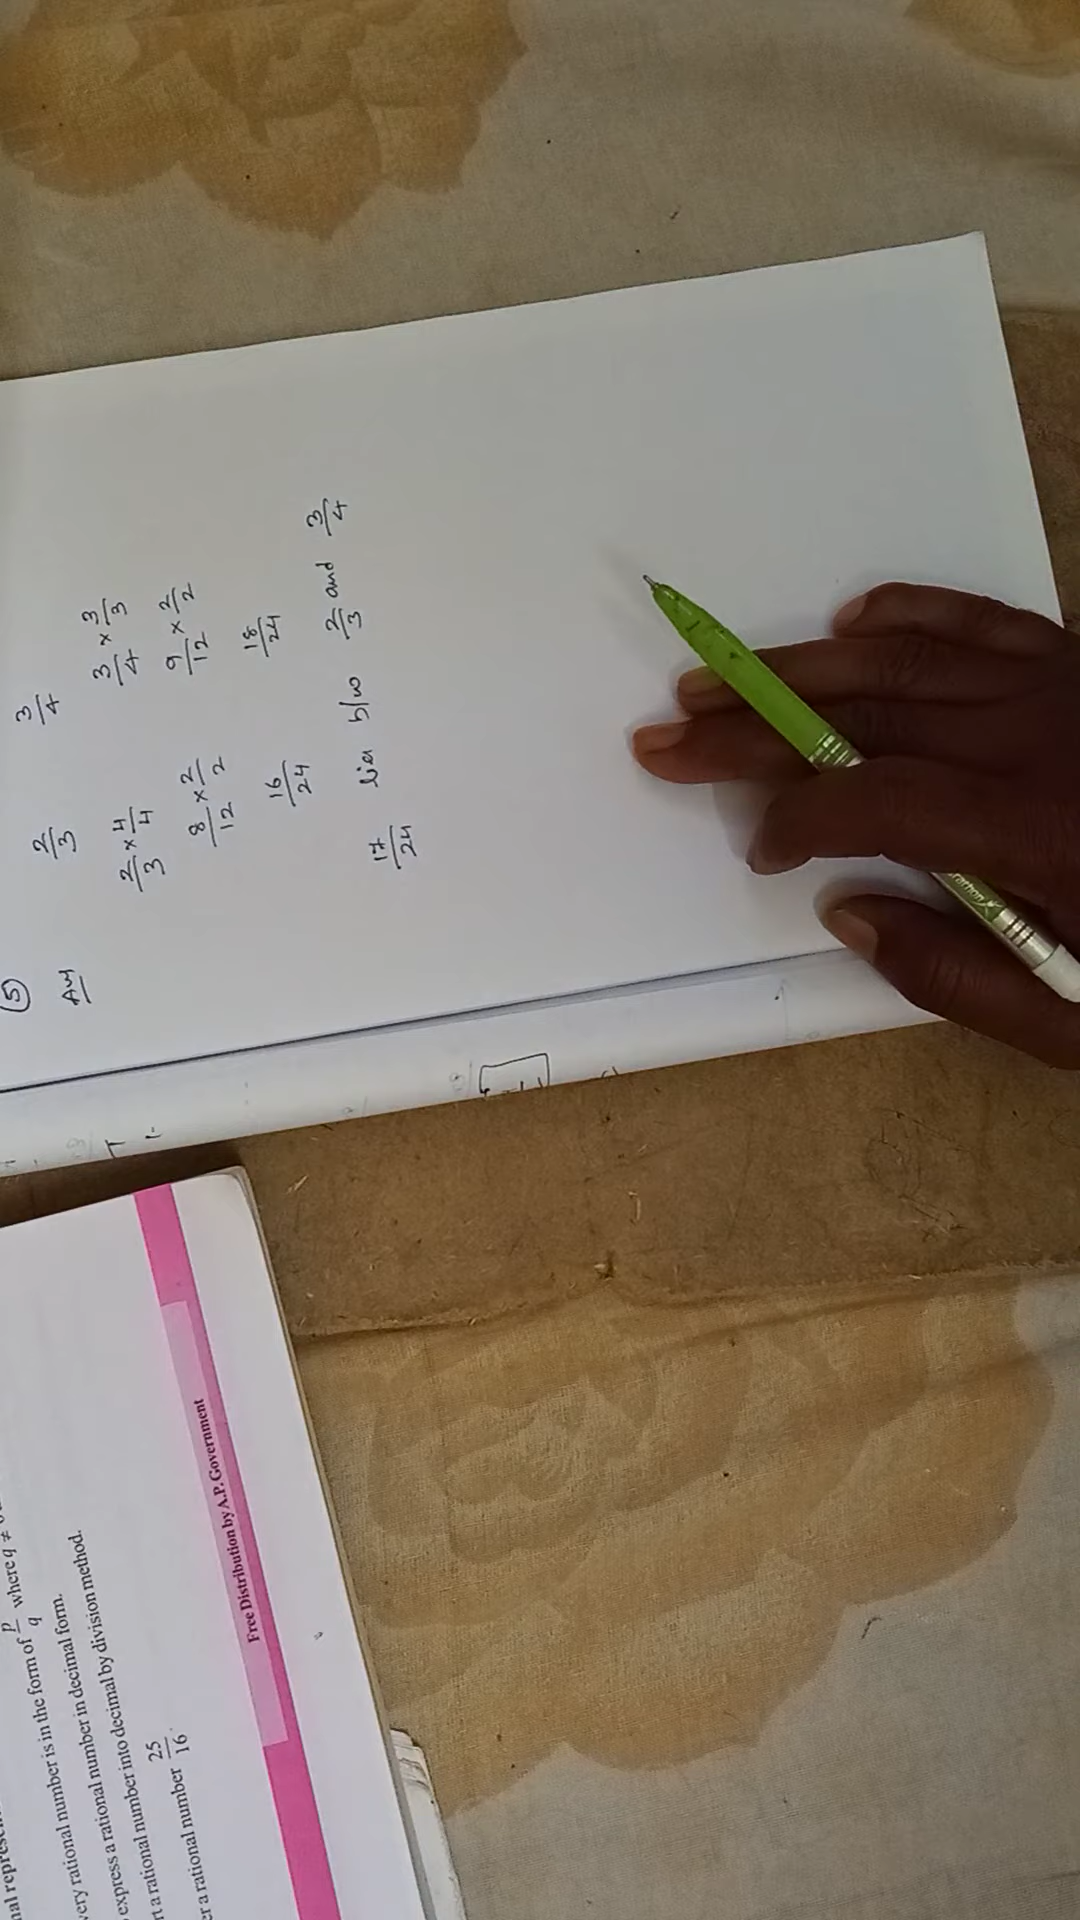 (5)
Ans 2/3 3/4
2/3 × 4/4 3/4 × 3/3
8/12 × 2/2 9/12 × 2/2
16/24 18/24
17/24 lies b/w 2/3 and 3/4
p/q where q ≠
rational number is in the form of
rational number in decimal form.
express a rational number into decimal by division method.
a rational number 25/16.
a rational number
Free Distribution by A.P. Government